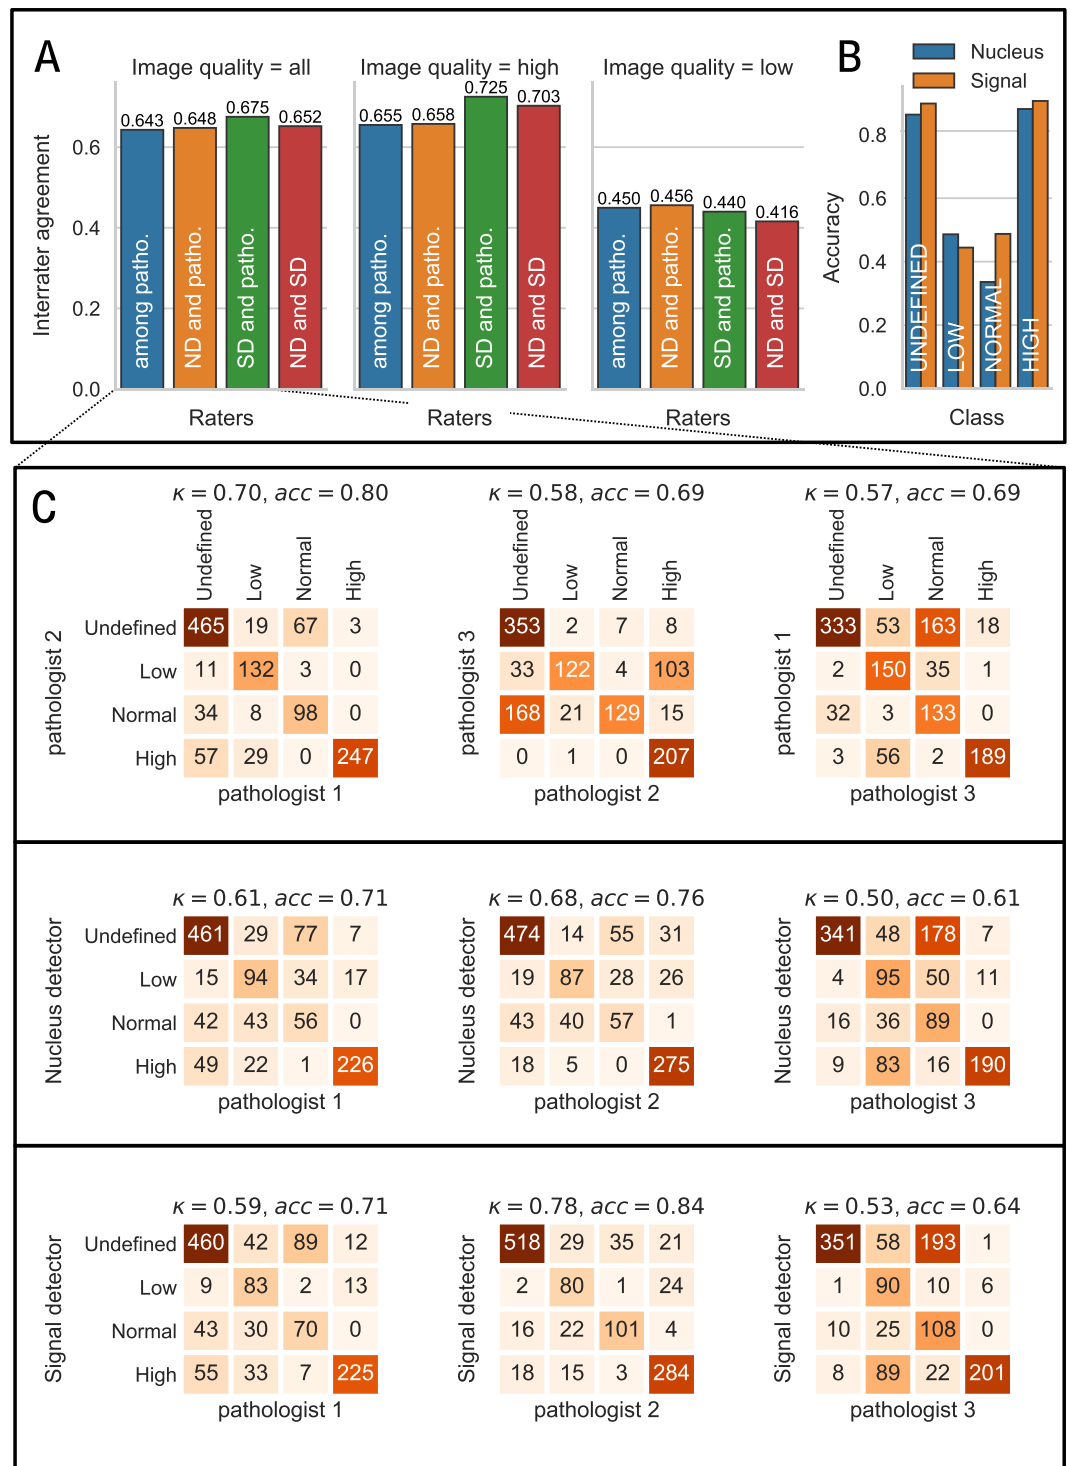 A
Image quality = all
Image quality = high
Image quality = low
Interrater agreement
0.6
0.4
0.2
0.0
0.643
0.648
0.675
0.652
among patho.
ND and patho.
SD and patho.
ND and SD
Raters
0.655
0.658
0.725
0.703
among patho.
ND and patho.
SD and patho.
ND and SD
Raters
0.450
0.456
0.440
0.416
among patho.
ND and patho.
SD and patho.
ND and SD
Raters
B
Nucleus
Signal
Accuracy
0.8
0.6
0.4
0.2
0.0
UNDEFINED
LOW
NORMAL
HIGH
Class
C
κ = 0.70, acc = 0.80
Undefined Low Normal High
pathologist 2
Undefined 465 19 67 3
Low 11 132 3 0
Normal 34 8 98 0
High 57 29 0 247
pathologist 1
κ = 0.58, acc = 0.69
Undefined Low Normal High
pathologist 3
353 2 7 8
33 122 4 103
168 21 129 15
0 1 0 207
pathologist 2
κ = 0.57, acc = 0.69
Undefined Low Normal High
pathologist 1
333 53 163 18
2 150 35 1
32 3 133 0
3 56 2 189
pathologist 3
κ = 0.61, acc = 0.71
Nucleus detector
Undefined 461 29 77 7
Low 15 94 34 17
Normal 42 43 56 0
High 49 22 1 226
pathologist 1
κ = 0.68, acc = 0.76
Nucleus detector
474 14 55 31
19 87 28 26
43 40 57 1
18 5 0 275
pathologist 2
κ = 0.50, acc = 0.61
Nucleus detector
341 48 178 7
4 95 50 11
16 36 89 0
9 83 16 190
pathologist 3
κ = 0.59, acc = 0.71
Signal detector
Undefined 460 42 89 12
Low 9 83 2 13
Normal 43 30 70 0
High 55 33 7 225
pathologist 1
κ = 0.78, acc = 0.84
Signal detector
518 29 35 21
2 80 1 24
16 22 101 4
18 15 3 284
pathologist 2
κ = 0.53, acc = 0.64
Signal detector
351 58 193 1
1 90 10 6
10 25 108 0
8 89 22 201
pathologist 3